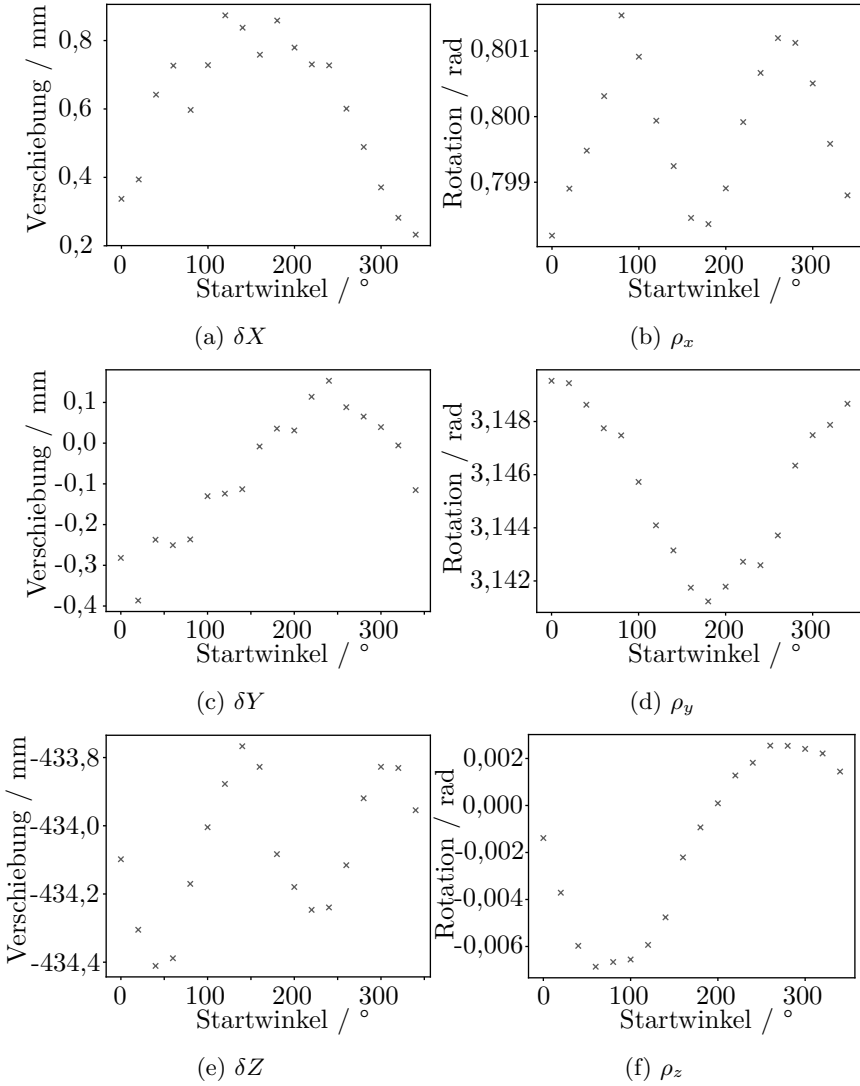 Verschiebung / mm
0,8
0,6
0,4
0,2
0 100 200 300
Startwinkel / °
(a) δX
Rotation / rad
0,801
0,800
0,799
0 100 200 300
Startwinkel / °
(b) ρx
Verschiebung / mm
0,1
0,0
-0,1
-0,2
-0,3
-0,4
0 100 200 300
Startwinkel / °
(c) δY
Rotation / rad
3,148
3,146
3,144
3,142
0 100 200 300
Startwinkel / °
(d) ρy
Verschiebung / mm
-433,8
-434,0
-434,2
-434,4
0 100 200 300
Startwinkel / °
(e) δZ
Rotation / rad
0,002
0,000
-0,002
-0,004
-0,006
0 100 200 300
Startwinkel / °
(f) ρz